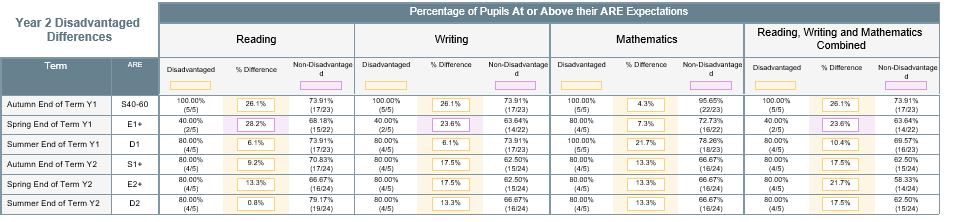 Year 2 Disadvantaged
Differences
Percentage of Pupils At or Above their ARE Expectations
Reading Writing Mathematics Reading, Writing and Mathematics
Combined
Term ARE Disadvantaged % Difference Non-Disadvantage
d Disadvantaged % Difference Non-Disadvantage
d Disadvantaged % Difference Non-Disadvantage
d Disadvantaged % Difference Non-Disadvantage
d
Autumn End of Term Y1 S40-60 100.00% 26.1% 73.91% 100.00% 26.1% 73.91% 100.00% 4.3% 95.65% 100.00% 26.1% 73.91%
(5/5) (17/23) (5/5) (17/23) (5/5) (22/23) (5/5) (17/23)
Spring End of Term Y1 E1+ 40.00% 28.2% 68.18% 40.00% 23.6% 63.64% 80.00% 7.3% 72.73% 40.00% 23.6% 63.64%
(2/5) (15/22) (2/5) (14/22) (4/5) (16/22) (2/5) (14/22)
Summer End of Term Y1 D1 80.00% 6.1% 73.91% 80.00% 6.1% 73.91% 100.00% 21.7% 78.26% 80.00% 10.4% 69.57%
(4/5) (17/23) (4/5) (17/23) (5/5) (18/23) (4/5) (16/23)
Autumn End of Term Y2 S1+ 80.00% 9.2% 70.83% 80.00% 17.5% 62.50% 80.00% 13.3% 66.67% 80.00% 17.5% 62.50%
(4/5) (17/24) (4/5) (15/24) (4/5) (16/24) (4/5) (15/24)
Spring End of Term Y2 E2+ 80.00% 13.3% 66.67% 80.00% 17.5% 62.50% 80.00% 13.3% 66.67% 80.00% 21.7% 58.33%
(4/5) (16/24) (4/5) (15/24) (4/5) (16/24) (4/5) (14/24)
Summer End of Term Y2 D2 80.00% 0.8% 79.17% 80.00% 13.3% 66.67% 80.00% 13.3% 66.67% 80.00% 17.5% 62.50%
(4/5) (19/24) (4/5) (16/24) (4/5) (16/24) (4/5) (15/24)